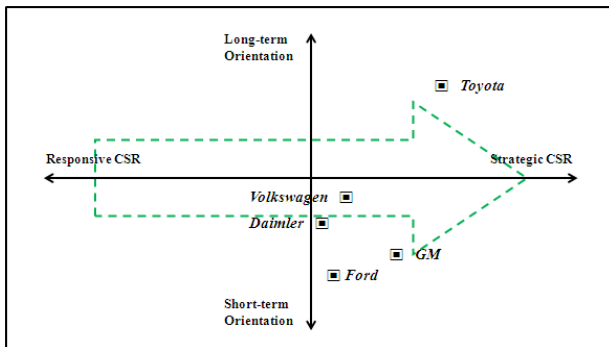 Long-term
Orientation
Toyota
Responsive CSR
Strategic CSR
Volkswagen
Daimler
GM
Ford
Short-term
Orientation